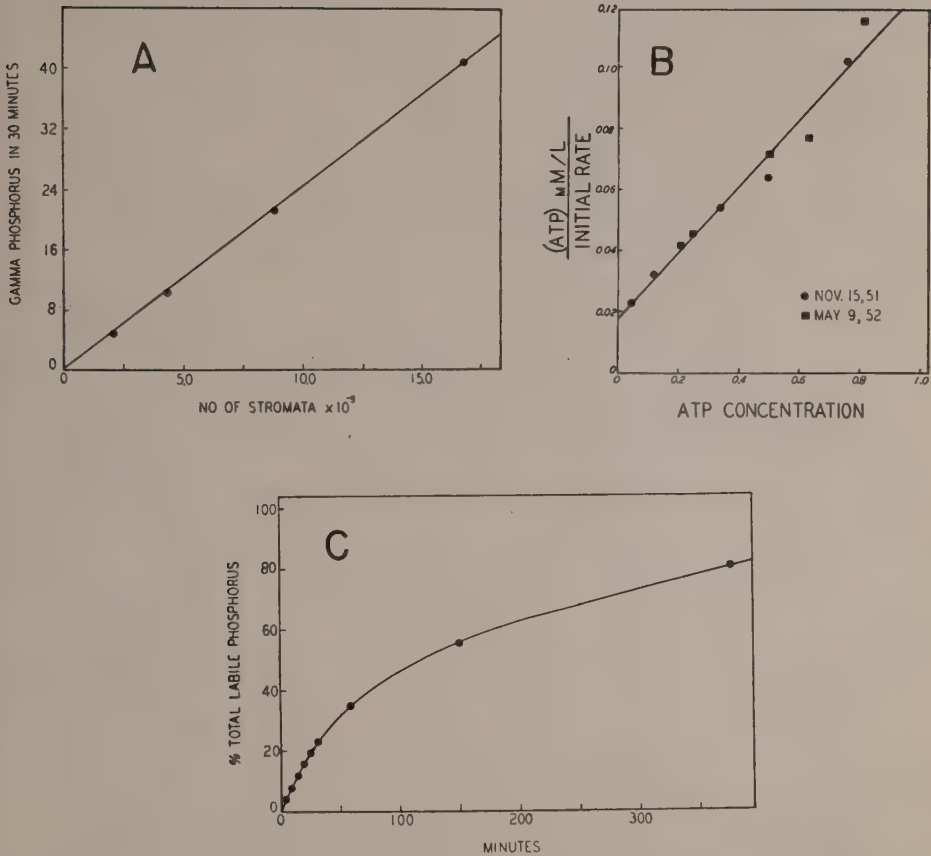 A
GAMMA PHOSPHORUS IN 30 MINUTES
40
32
24
16
8
0
0
5.0
10.0
15.0
NO OF STROMATA x10⁻⁹
B
(ATP) MM/L
INITIAL RATE
0.12
0.10
0.08
0.06
0.04
0.02
0
0
0.2
0.4
0.6
0.8
1.0
● NOV. 15, 51
■ MAY 9, 52
ATP CONCENTRATION
C
% TOTAL LABILE PHOSPHORUS
100
80
60
40
20
0
0
100
200
300
MINUTES